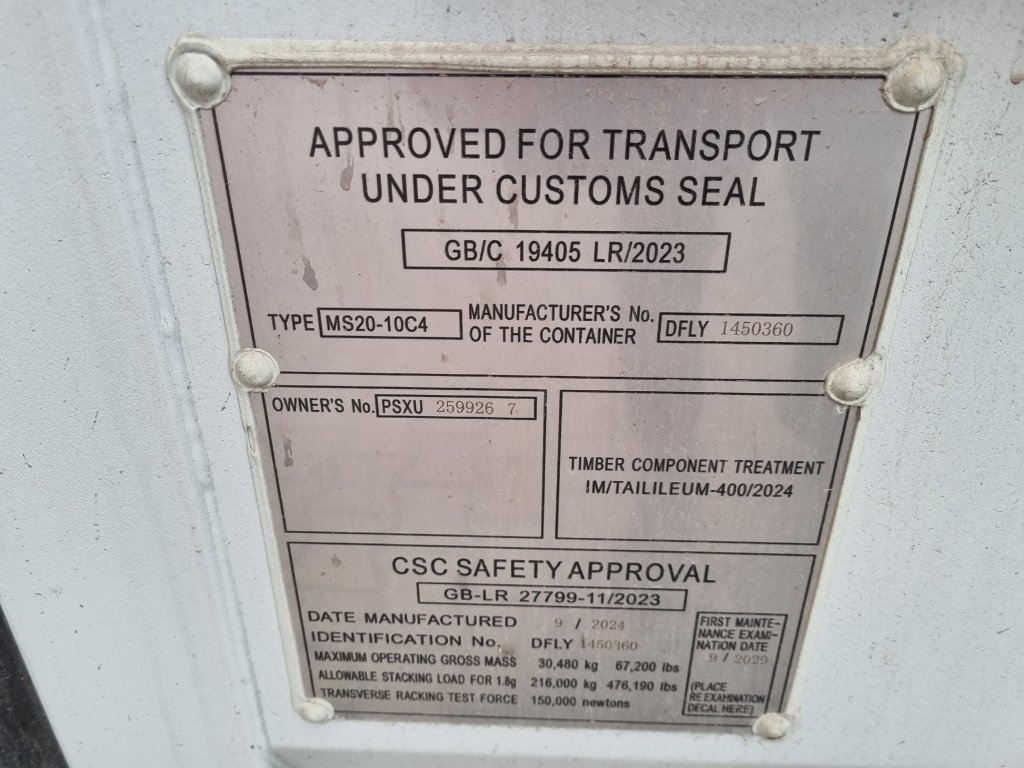 APPROVED FOR TRANSPORT
UNDER CUSTOMS SEAL
GB/C 19405 LR/2023
TYPE MS20-10C4
MANUFACTURER'S No.
OF THE CONTAINER
DFLY 1450360
OWNER'S No. PSXU 259926 7
TIMBER COMPONENT TREATMENT
IM/TAILILEUM-400/2024
CSC SAFETY APPROVAL
GB-LR 27799-11/2023
DATE MANUFACTURED 9 / 2024
IDENTIFICATION No. DFLY 1450360
MAXIMUM OPERATING GROSS MASS 30,480 kg 67,200 lbs
ALLOWABLE STACKING LOAD FOR 1.8g 216,000 kg 476,190 lbs
TRANSVERSE RACKING TEST FORCE 150,000 newtons
FIRST MAINTE-
NANCE EXAMI-
NATION DATE
9 / 2029
(PLACE
RE EXAMINATION
DECAL HERE)